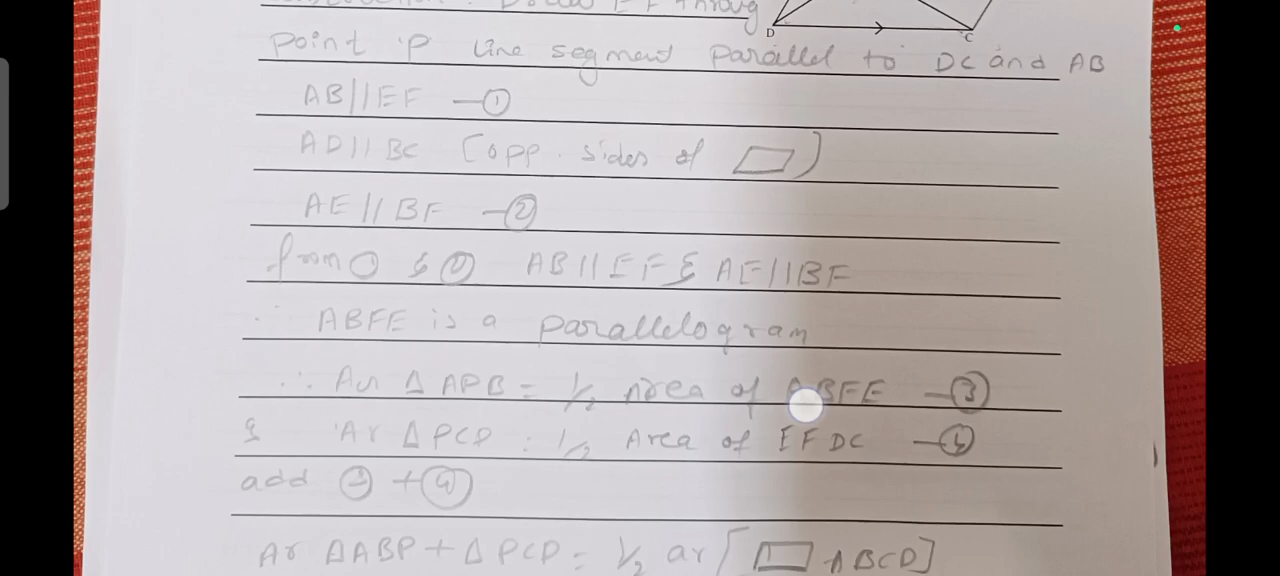 D
C
point 'P' line segment parallel to DC and AB
AB||EF —①
AD|| BC [opp. sides of ▱)
AE||BF —②
from ① & ② AB||EF & AE||BF
∴ ABFE is a parallelogram
∴ Ar Δ APB = 1/2 Area of ABFE —③
& Ar Δ PCD = 1/2 Area of EFDC —④
add ③ + ④
Ar ΔABP + ΔPCD = 1/2 ar [▱ ABCD]